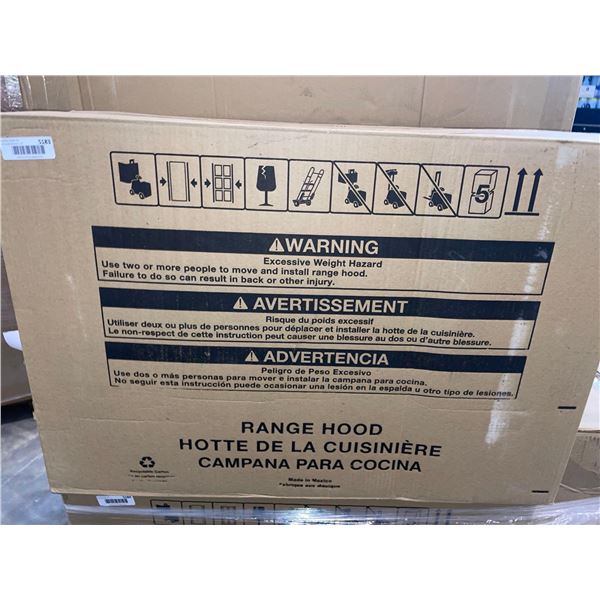 5103
5
WARNING
Excessive Weight Hazard
Use two or more people to move and install range hood.
Failure to do so can result in back or other injury.
AVERTISSEMENT
Risque du poids excessif
Utiliser deux ou plus de personnes pour déplacer et installer la hotte de la cuisinière.
Le non-respect de cette instruction peut causer une blessure au dos ou d'autre blessure.
ADVERTENCIA
Peligro de Peso Excesivo
Use dos o más personas para mover e instalar la campana para cocina.
No seguir esta instrucción puede ocasionar una lesión en la espalda u otro tipo de lesiones.
RANGE HOOD
HOTTE DE LA CUISINIÈRE
CAMPANA PARA COCINA
Recyclable Carton
Made in Mexico